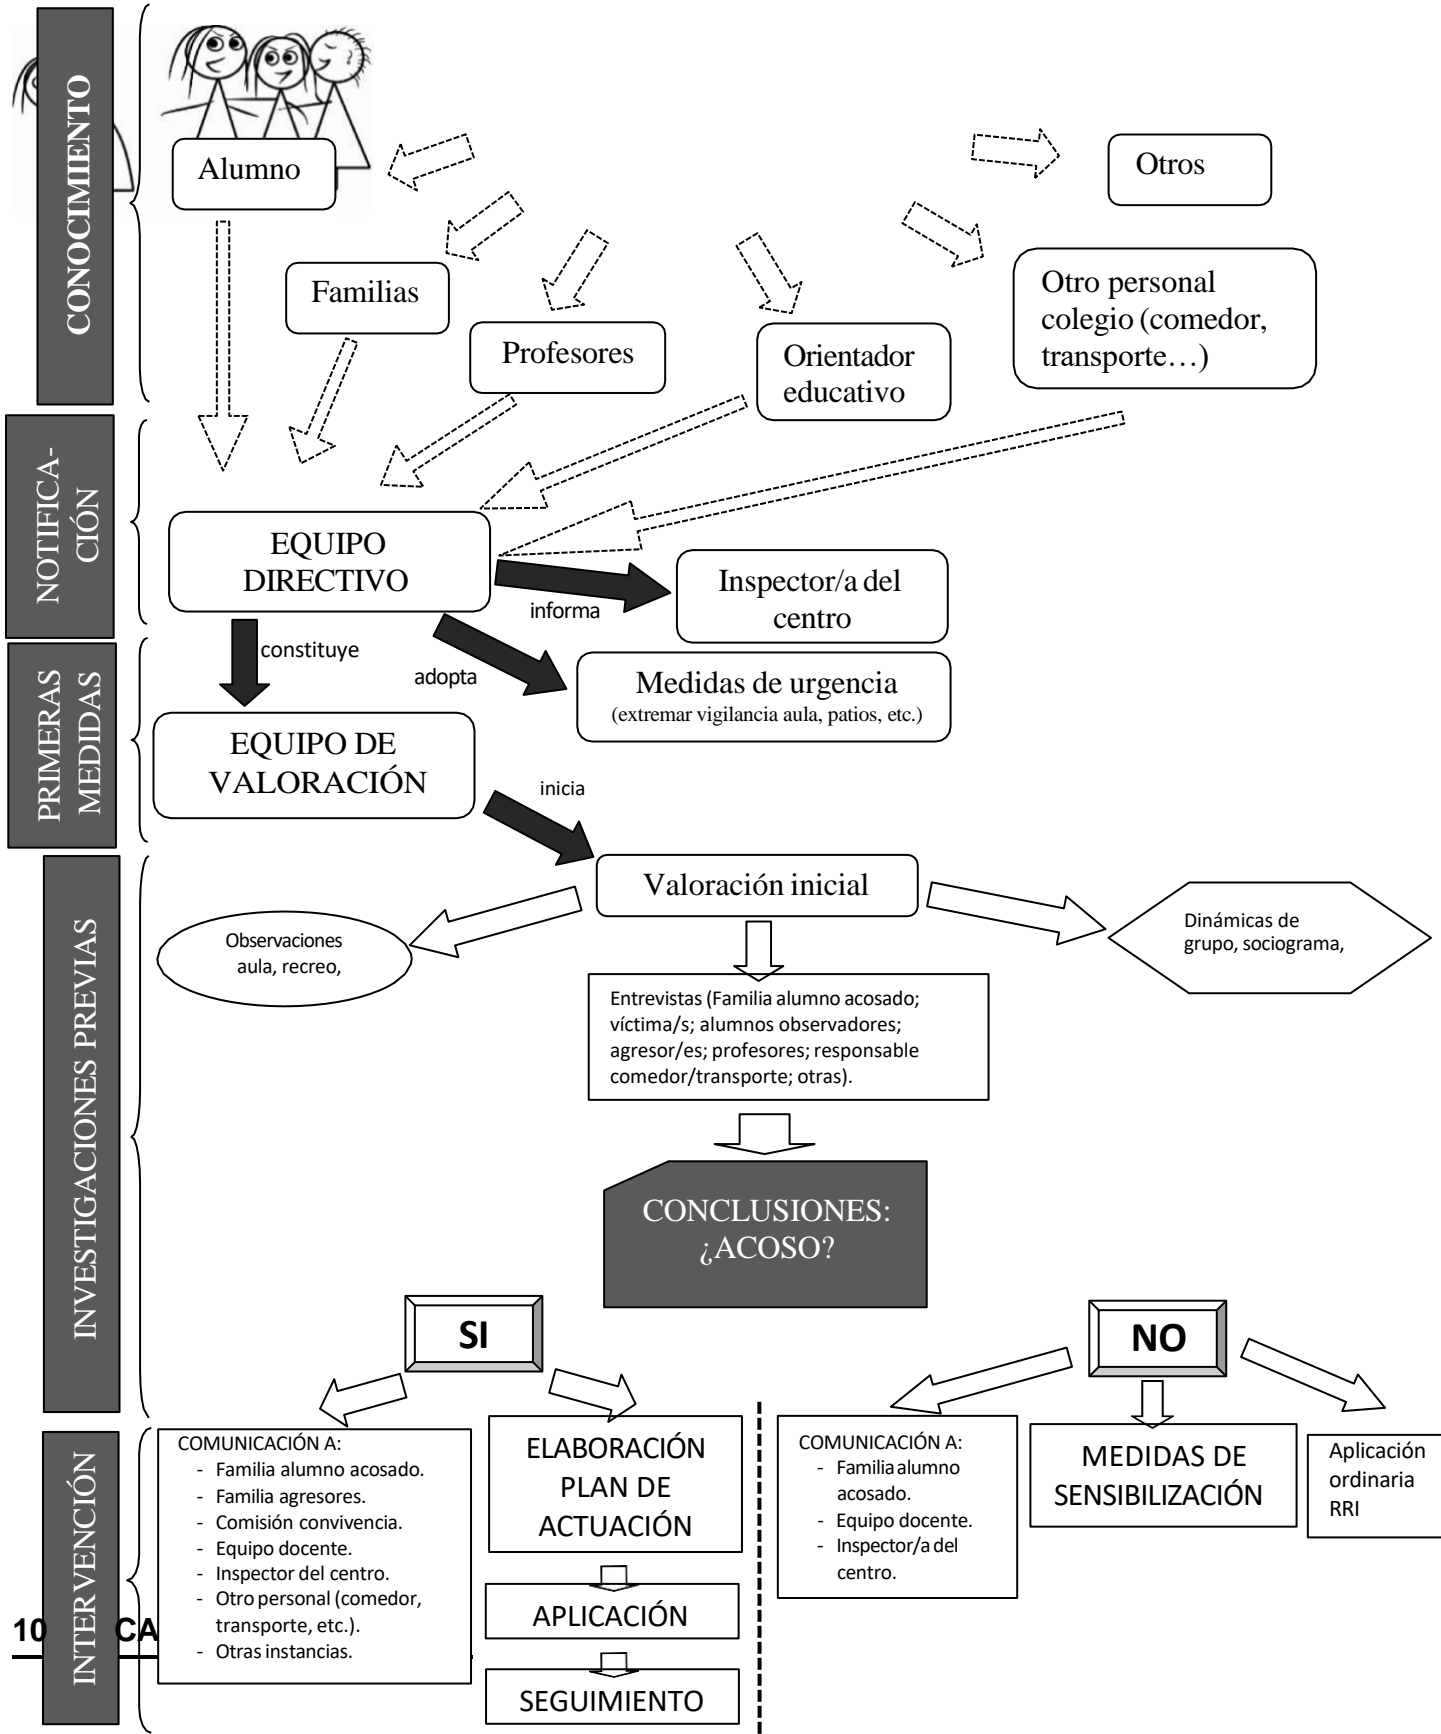 CONOCIMIENTO
Alumno
Otros
Familias
Otro personal
colegio (comedor,
transporte…)
Profesores
Orientador
educativo
NOTIFICA-
CIÓN
EQUIPO
DIRECTIVO
informa
Inspector/a del
centro
PRIMERAS
MEDIDAS
constituye
adopta
Medidas de urgencia
(extremar vigilancia aula, patios, etc.)
EQUIPO DE
VALORACIÓN
inicia
INVESTIGACIONES PREVIAS
Valoración inicial
Observaciones
aula, recreo,
Dinámicas de
grupo, sociograma,
Entrevistas (Familia alumno acosado;
víctima/s; alumnos observadores;
agresor/es; profesores; responsable
comedor/transporte; otras).
CONCLUSIONES:
¿ACOSO?
SI
NO
INTERVENCIÓN
COMUNICACIÓN A:
- Familia alumno acosado.
- Familia agresores.
- Comisión convivencia.
- Equipo docente.
- Inspector del centro.
- Otro personal (comedor,
transporte, etc.).
- Otras instancias.
ELABORACIÓN
PLAN DE
ACTUACIÓN
APLICACIÓN
SEGUIMIENTO
COMUNICACIÓN A:
- Familia alumno
acosado.
- Equipo docente.
- Inspector/a del
centro.
MEDIDAS DE
SENSIBILIZACIÓN
Aplicación
ordinaria
RRI
10 CA